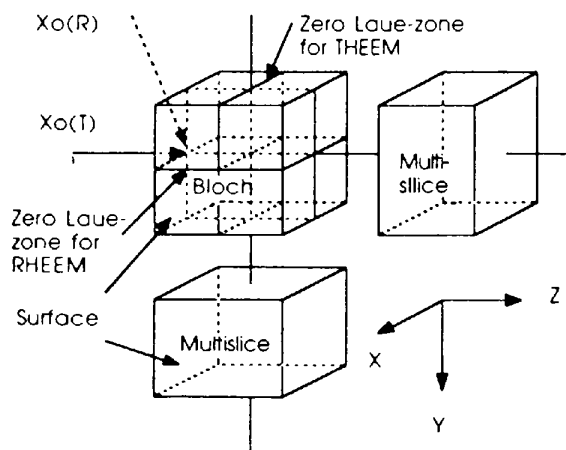 Xo(R)
Zero Laue-zone
for THEEM
Xo(T)
Multi-
sllice
Bloch
Zero Laue-
zone for
RHEEM
Surface
Multislice
Z
X
Y